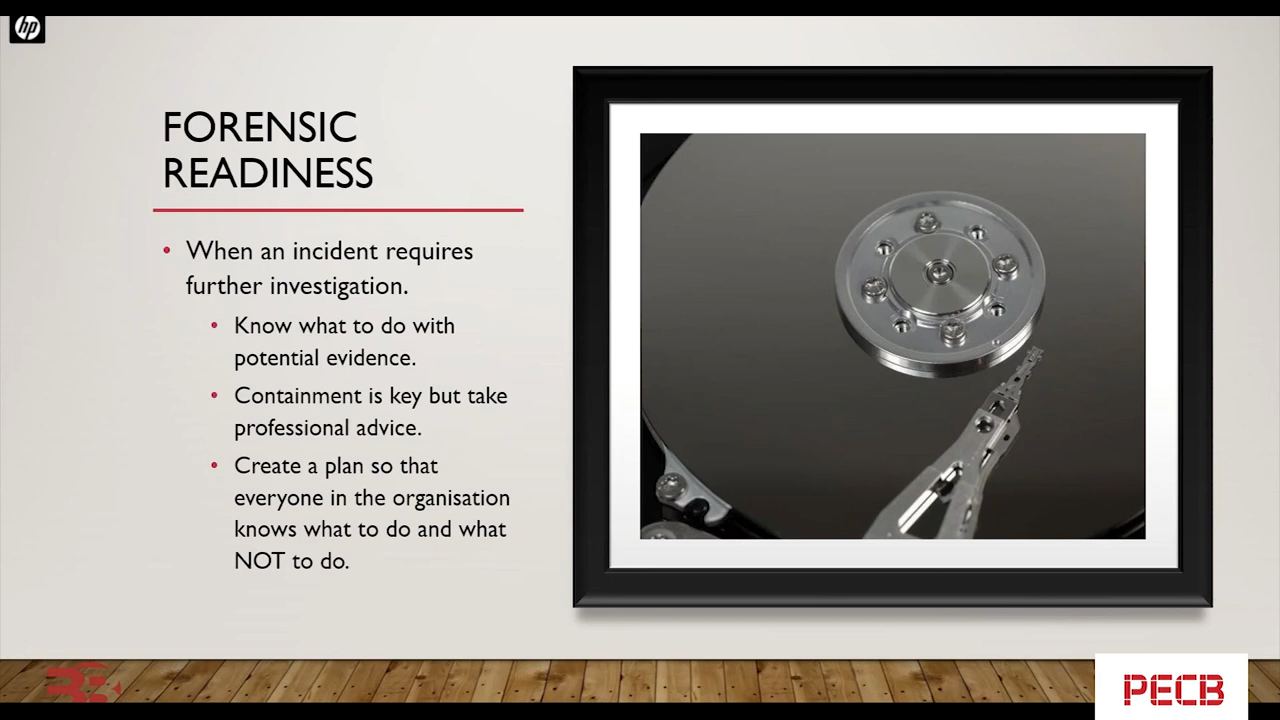 hp
FORENSIC
READINESS
• When an incident requires
further investigation.
• Know what to do with
potential evidence.
• Containment is key but take
professional advice.
• Create a plan so that
everyone in the organisation
knows what to do and what
NOT to do.
PECB